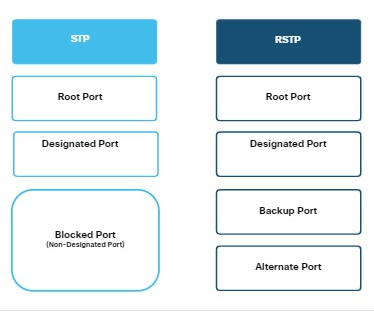 STP
RSTP
Root Port
Root Port
Designated Port
Designated Port
Blocked Port
(Non-Designated Port)
Backup Port
Alternate Port